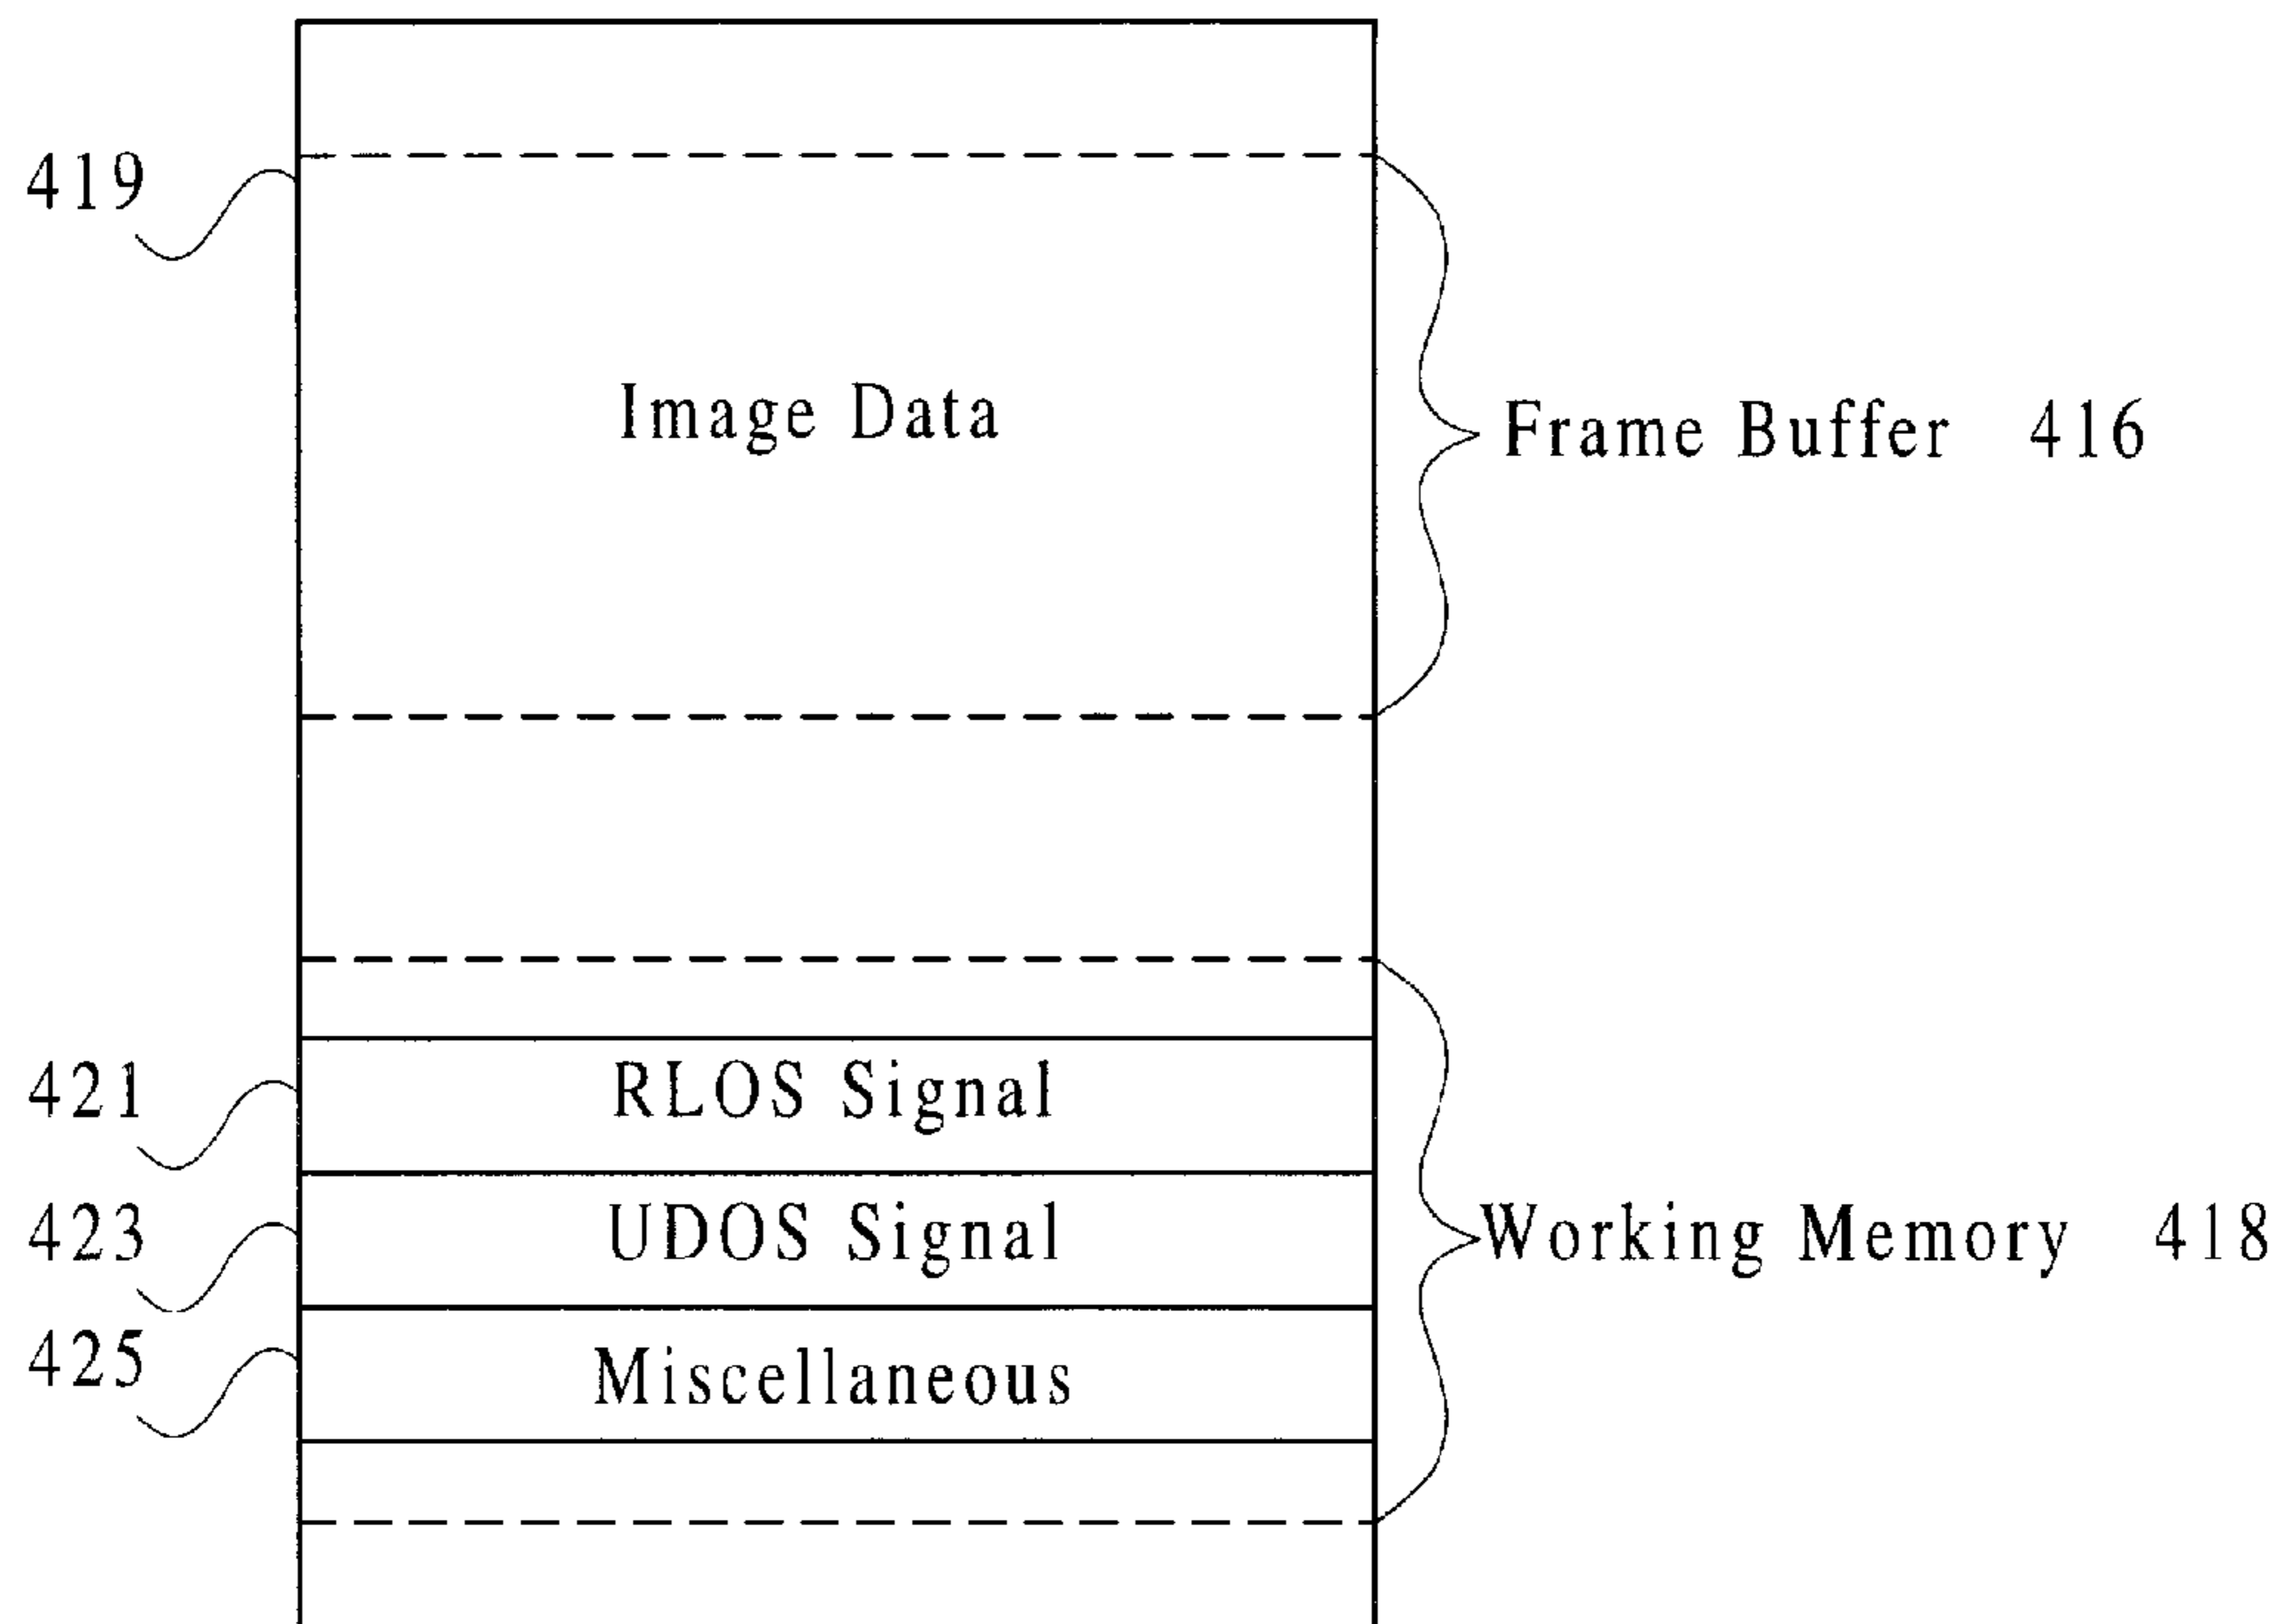 419
Image Data
Frame Buffer 416
421
RLOS Signal
423
UDOS Signal
Working Memory 418
425
Miscellaneous